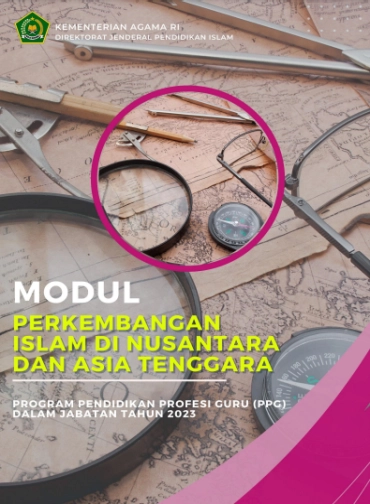 KEMENTERIAN AGAMA RI
DIREKTORAT JENDERAL PENDIDIKAN ISLAM
MODUL
PERKEMBANGAN
ISLAM DI NUSANTARA
DAN ASIA TENGGARA
PROGRAM PENDIDIKAN PROFESI GURU (PPG)
DALAM JABATAN TAHUN 2023